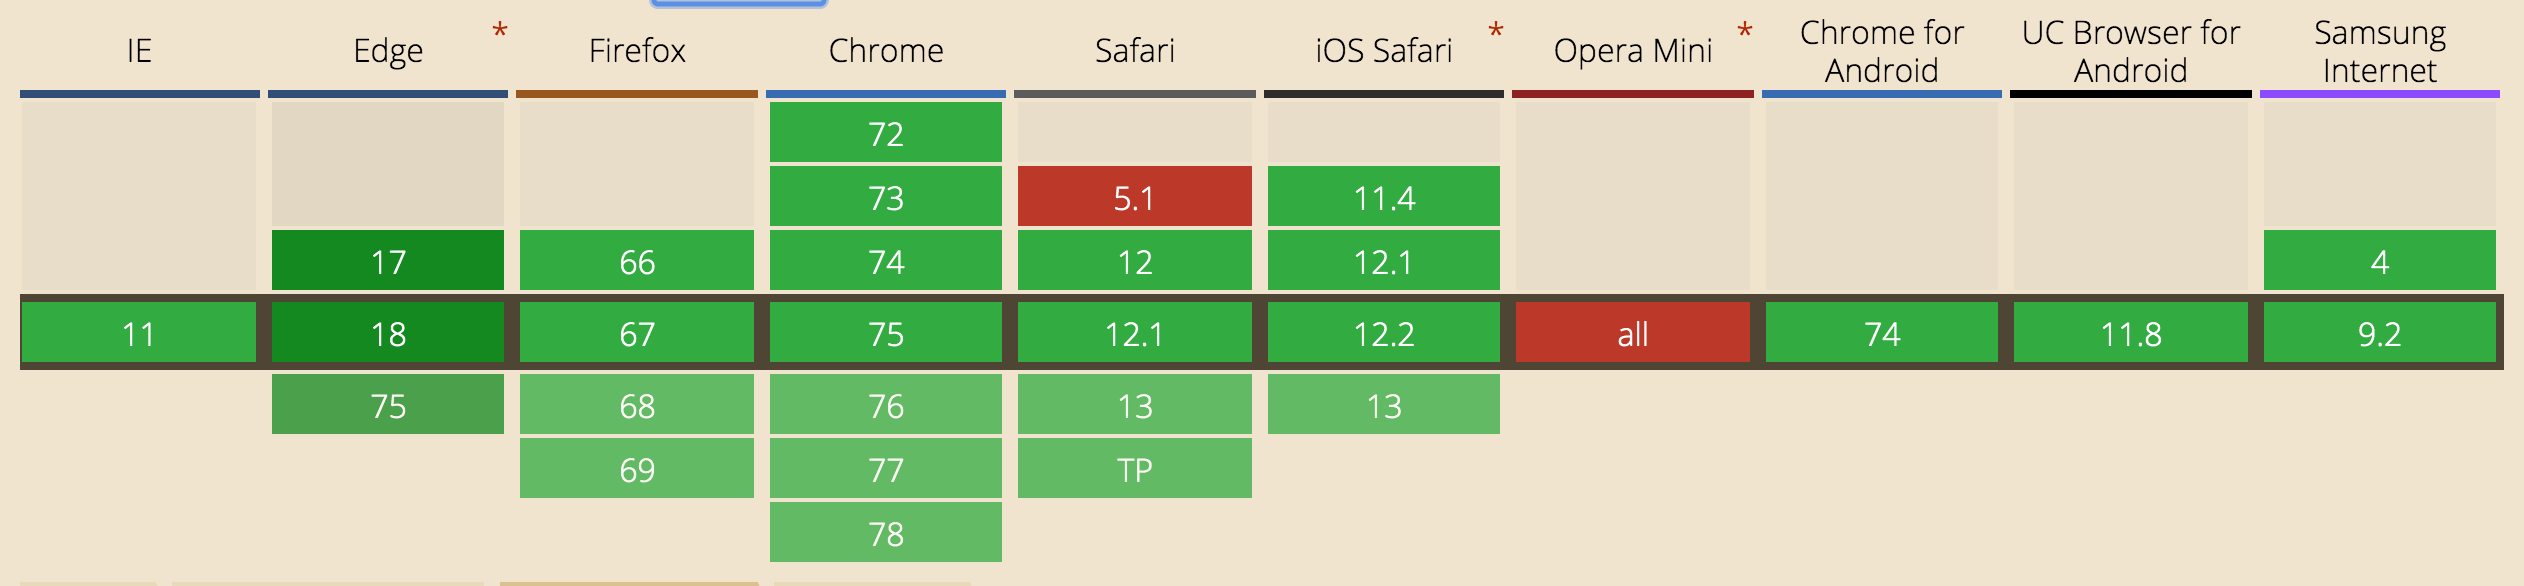 IE
Edge *
Firefox
Chrome
Safari
iOS Safari *
Opera Mini *
Chrome for
Android
UC Browser for
Android
Samsung
Internet
72
73 5.1 11.4
17 66 74 12 12.1 4
11 18 67 75 12.1 12.2 all 74 11.8 9.2
75 68 76 13 13
69 77 TP
78